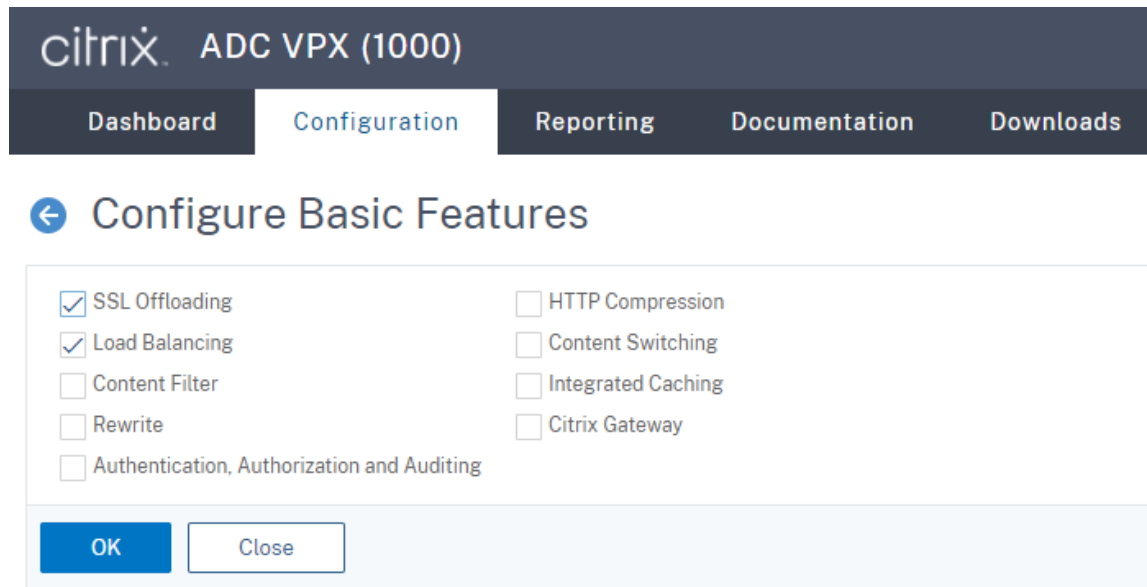 citrix. ADC VPX (1000)
Dashboard Configuration Reporting Documentation Downloads
Configure Basic Features
SSL Offloading HTTP Compression
Load Balancing Content Switching
Content Filter Integrated Caching
Rewrite Citrix Gateway
Authentication, Authorization and Auditing
OK Close